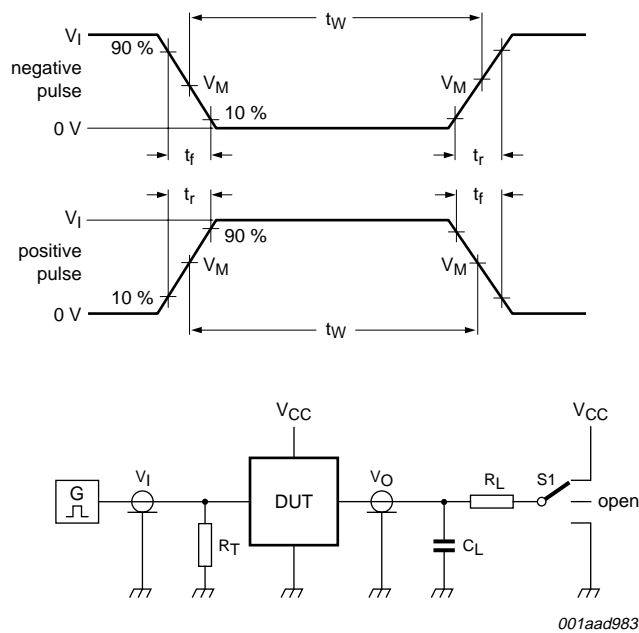 V_I
90 %
t_W
negative
pulse
V_M
V_M
10 %
0 V
t_f
t_r
t_r
t_f
V_I
90 %
positive
pulse
V_M
V_M
10 %
0 V
t_W
V_CC
V_CC
G
V_I
DUT
V_O
R_L
S1
open
R_T
C_L
001aad983